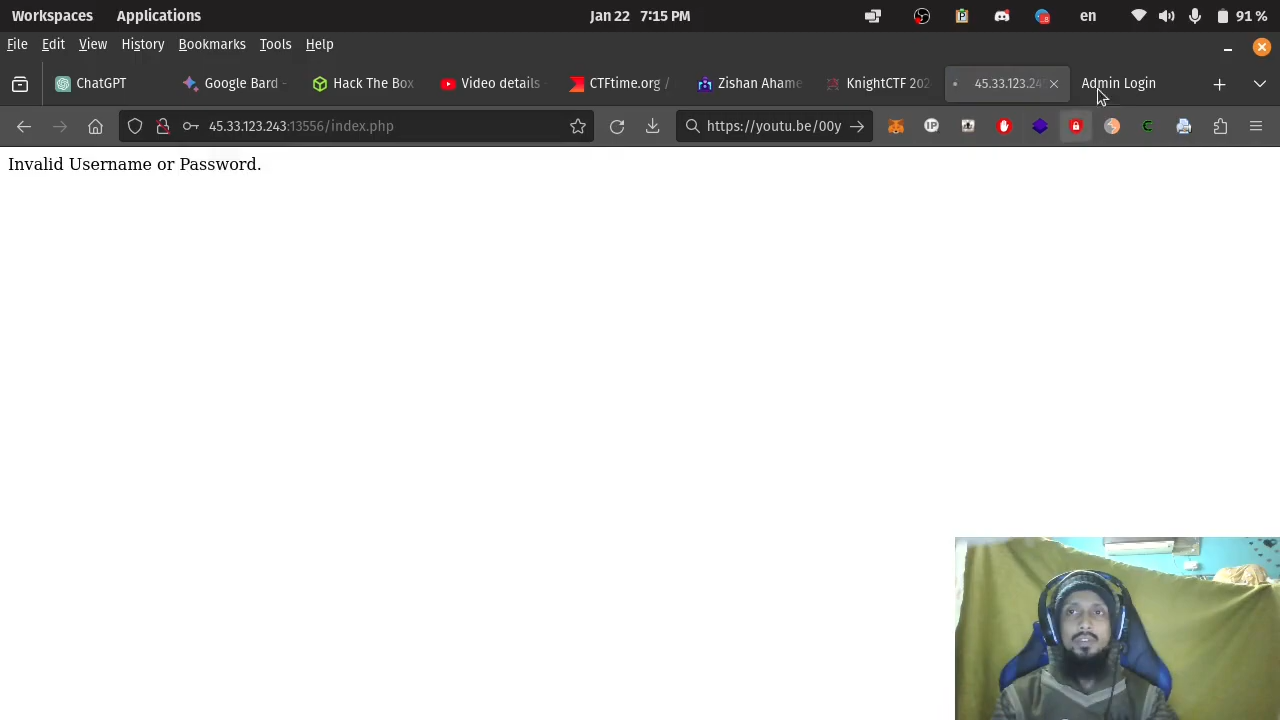 Workspaces Applications Jan 22 7:15 PM en 91 %
File Edit View History Bookmarks Tools Help
ChatGPT Google Bard - Hack The Box Video details - CTFtime.org / Zishan Ahame KnightCTF 202 45.33.123.24 Admin Login
45.33.123.243:13556/index.php https://youtu.be/00y
Invalid Username or Password.